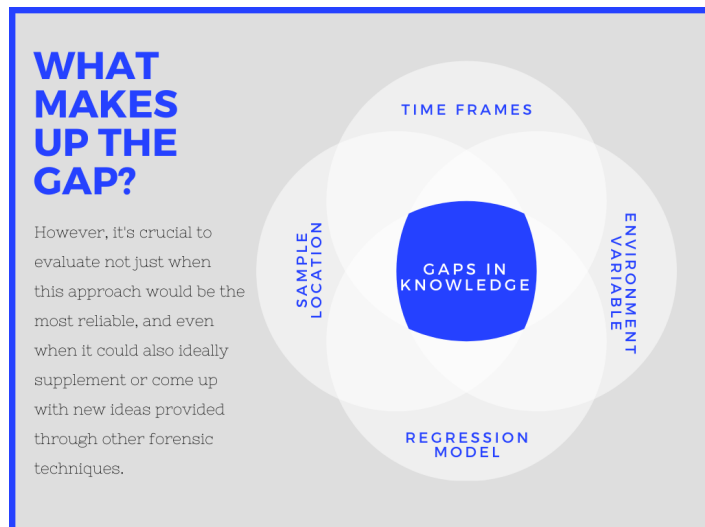 WHAT
MAKES
UP THE
GAP?
However, it's crucial to
evaluate not just when
this approach would be the
most reliable, and even
when it could also ideally
supplement or come up
with new ideas provided
through other forensic
techniques.
TIME FRAMES
SAMPLE
LOCATION
GAPS IN
KNOWLEDGE
ENVIRONMENT
VARIABLE
REGRESSION
MODEL